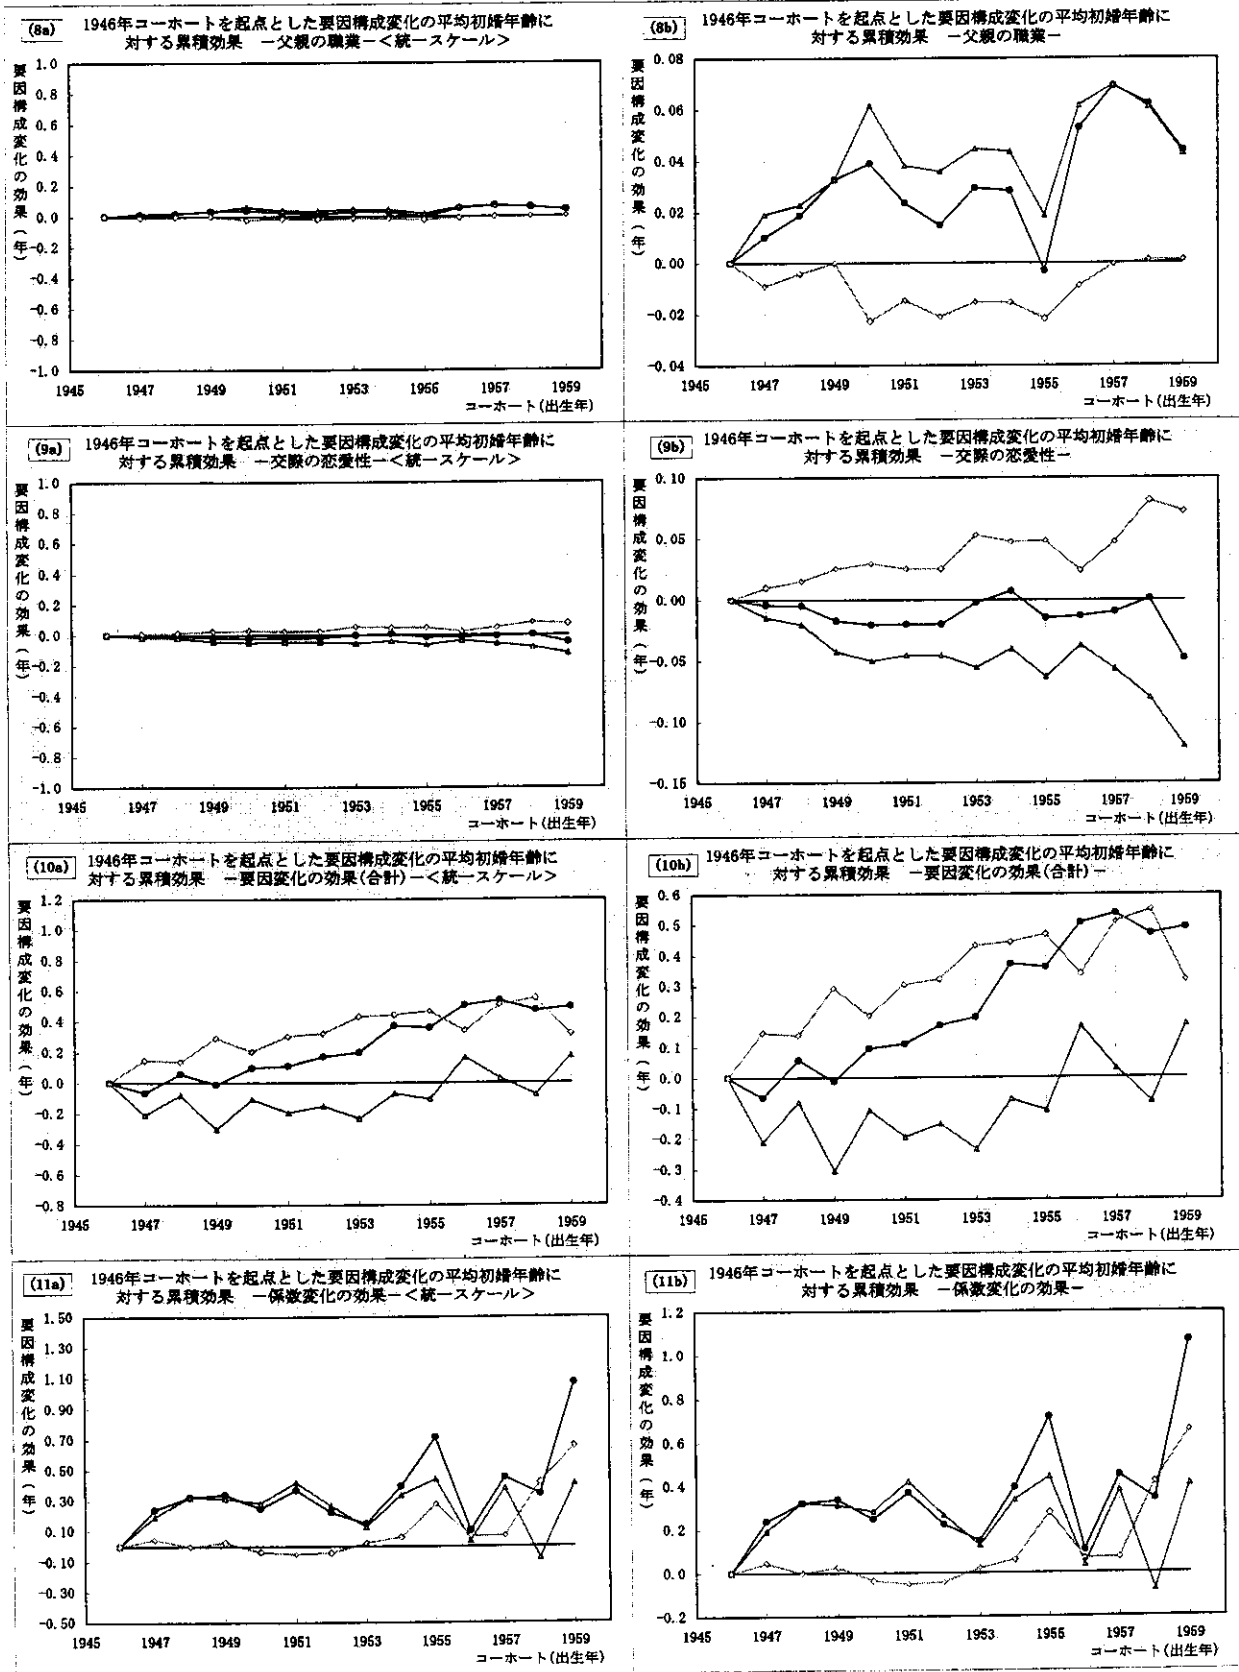 (8a) 1946年コーホートを起点とした要因構成変化の平均初婚年齢に
対する累積効果 －父親の職業－＜統一スケール＞
要因構成変化の効果（年）
1.0
0.8
0.6
0.4
0.2
0.0
-0.2
-0.4
-0.6
-0.8
-1.0
1945 1947 1949 1951 1953 1955 1957 1959
コーホート(出生年)
(8b) 1946年コーホートを起点とした要因構成変化の平均初婚年齢に
対する累積効果 －父親の職業－
要因構成変化の効果（年）
0.08
0.06
0.04
0.02
0.00
-0.02
-0.04
1945 1947 1949 1951 1953 1955 1957 1959
コーホート(出生年)
(9a) 1946年コーホートを起点とした要因構成変化の平均初婚年齢に
対する累積効果 －交際の恋愛性－＜統一スケール＞
要因構成変化の効果（年）
1.0
0.8
0.6
0.4
0.2
0.0
-0.2
-0.4
-0.6
-0.8
-1.0
1945 1947 1949 1951 1953 1955 1957 1959
コーホート(出生年)
(9b) 1946年コーホートを起点とした要因構成変化の平均初婚年齢に
対する累積効果 －交際の恋愛性－
要因構成変化の効果（年）
0.10
0.05
0.00
-0.05
-0.10
-0.15
1945 1947 1949 1951 1953 1955 1957 1959
コーホート(出生年)
(10a) 1946年コーホートを起点とした要因構成変化の平均初婚年齢に
対する累積効果 －要因変化の効果(合計)－＜統一スケール＞
要因構成変化の効果（年）
1.2
1.0
0.8
0.6
0.4
0.2
0.0
-0.2
-0.4
-0.6
-0.8
1945 1947 1949 1951 1953 1955 1957 1959
コーホート(出生年)
(10b) 1946年コーホートを起点とした要因構成変化の平均初婚年齢に
対する累積効果 －要因変化の効果(合計)－
要因構成変化の効果（年）
0.6
0.5
0.4
0.3
0.2
0.1
0.0
-0.1
-0.2
-0.3
-0.4
1945 1947 1949 1951 1953 1955 1957 1959
コーホート(出生年)
(11a) 1946年コーホートを起点とした要因構成変化の平均初婚年齢に
対する累積効果 －係数変化の効果－＜統一スケール＞
要因構成変化の効果（年）
1.50
1.30
1.10
0.90
0.70
0.50
0.30
0.10
-0.10
-0.30
-0.50
1945 1947 1949 1951 1953 1955 1957 1959
コーホート(出生年)
(11b) 1946年コーホートを起点とした要因構成変化の平均初婚年齢に
対する累積効果 －係数変化の効果－
要因構成変化の効果（年）
1.2
1.0
0.8
0.6
0.4
0.2
0.0
-0.2
1945 1947 1949 1951 1953 1955 1957 1959
コーホート(出生年)